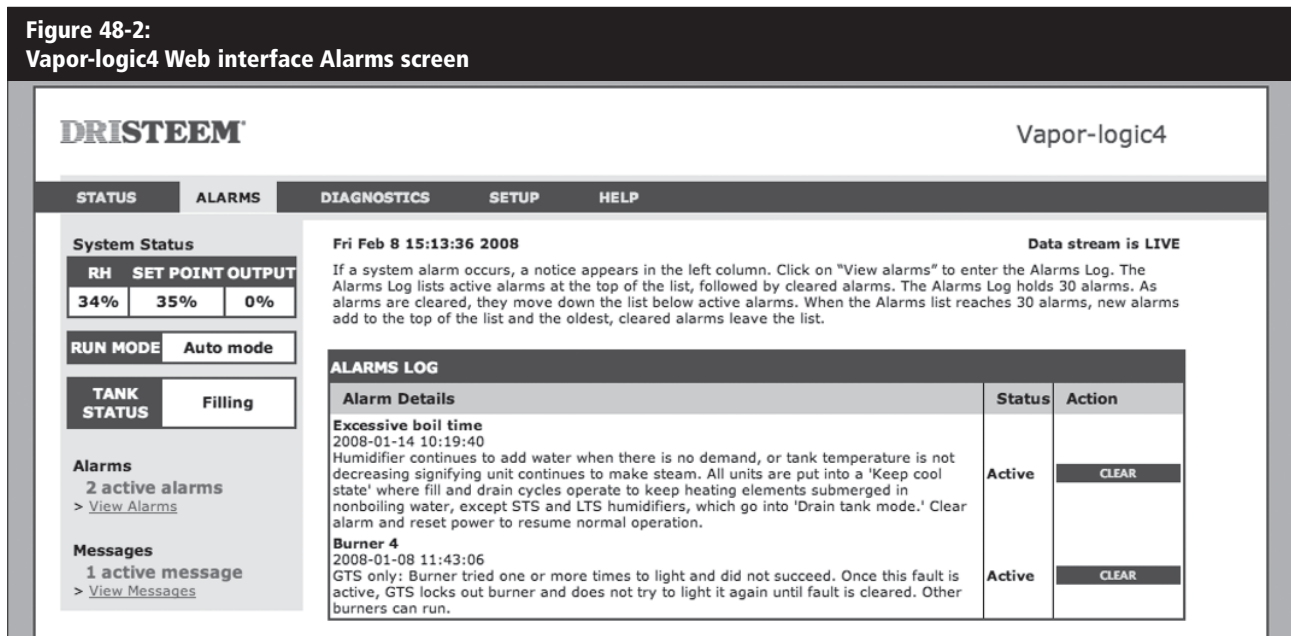 Figure 48-2:
Vapor-logic4 Web interface Alarms screen
DRISTEEM®
Vapor-logic4
STATUS ALARMS DIAGNOSTICS SETUP HELP
System Status
RH SET POINT OUTPUT
34% 35% 0%
RUN MODE Auto mode
TANK
STATUS
Filling
Alarms
2 active alarms
> View Alarms
Messages
1 active message
> View Messages
Fri Feb 8 15:13:36 2008
Data stream is LIVE
If a system alarm occurs, a notice appears in the left column. Click on "View alarms" to enter the Alarms Log. The
Alarms Log lists active alarms at the top of the list, followed by cleared alarms. The Alarms Log holds 30 alarms. As
alarms are cleared, they move down the list below active alarms. When the Alarms list reaches 30 alarms, new alarms
add to the top of the list and the oldest, cleared alarms leave the list.
ALARMS LOG
Alarm Details Status Action
Excessive boil time
2008-01-14 10:19:40
Humidifier continues to add water when there is no demand, or tank temperature is not
decreasing signifying unit continues to make steam. All units are put into a 'Keep cool
state' where fill and drain cycles operate to keep heating elements submerged in
nonboiling water, except STS and LTS humidifiers, which go into 'Drain tank mode.' Clear
alarm and reset power to resume normal operation.
Active CLEAR
Burner 4
2008-01-08 11:43:06
GTS only: Burner tried one or more times to light and did not succeed. Once this fault is
active, GTS locks out burner and does not try to light it again until fault is cleared. Other
burners can run.
Active CLEAR